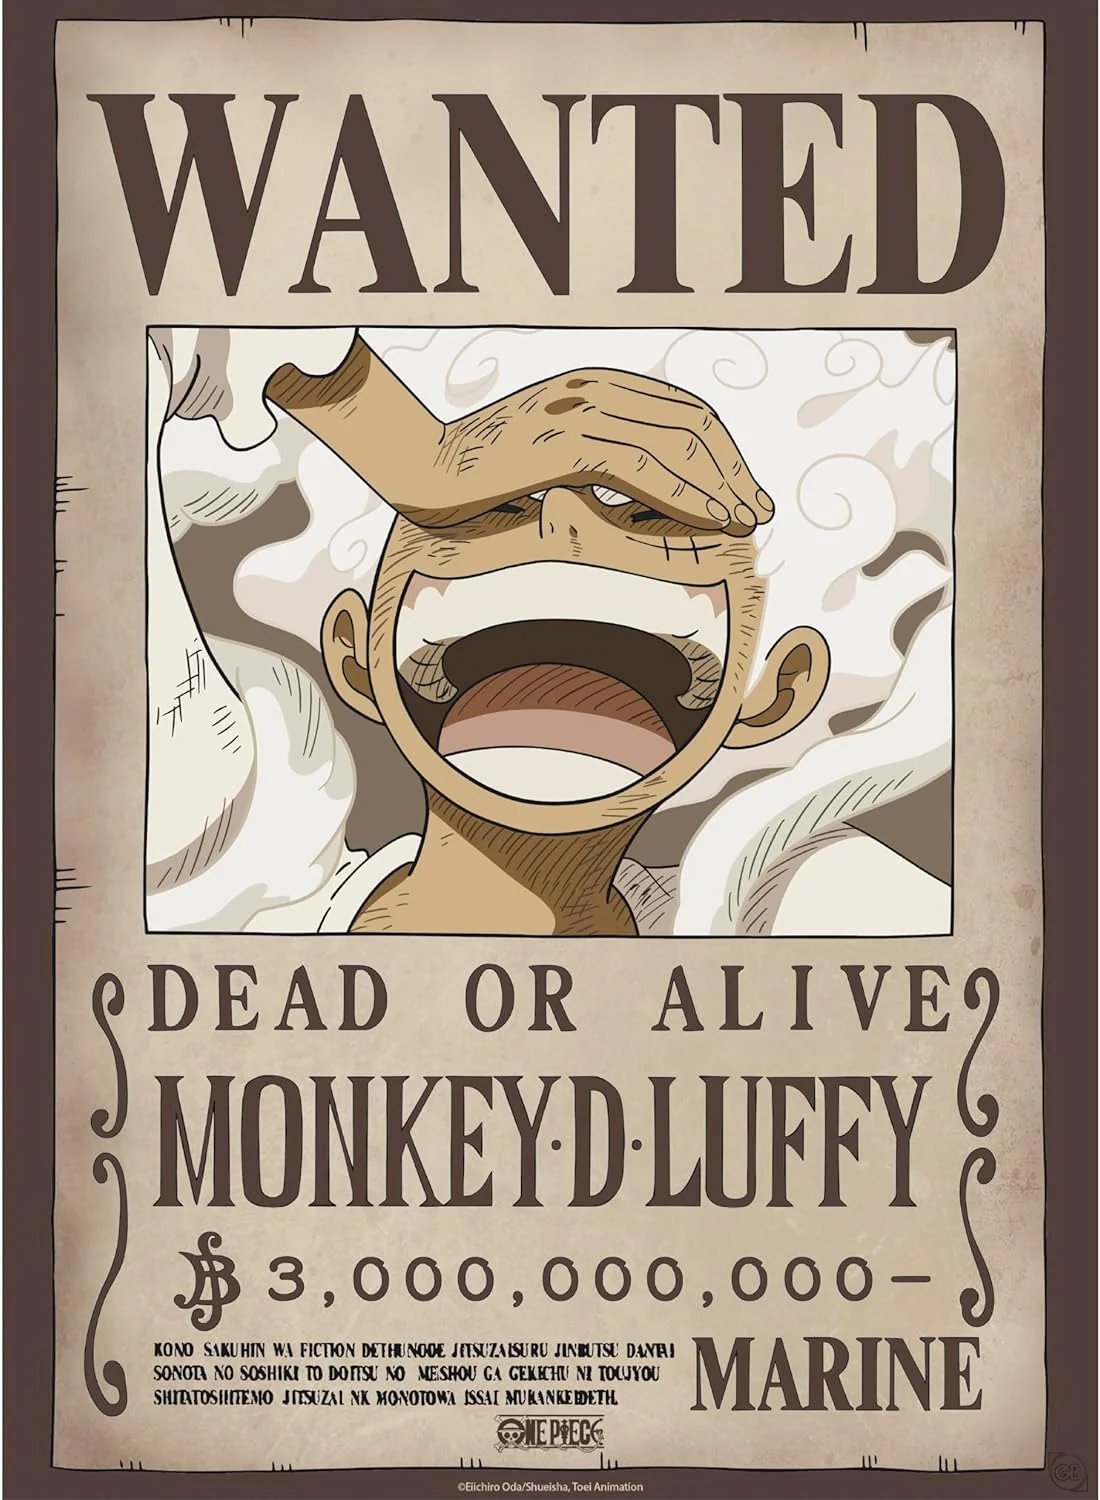 WANTED
DEAD OR ALIVE
MONKEY·D·LUFFY
฿3,000,000,000-
KONO SAKUHIN WA FICTION DETHUNODE JITSUZAISURU JINBUTSU DANTAI
SONOTA NO SOSHIKI TO DOITSU NO MEISHOU GA GEKICHU NI TOUJYOU
SHITATOSHITEMO JITSUZAI NK MONOTOWA ISSAI MUKANKEIDETH.
MARINE
ONE PIECE
©Eiichiro Oda/Shueisha, Toei Animation
GB